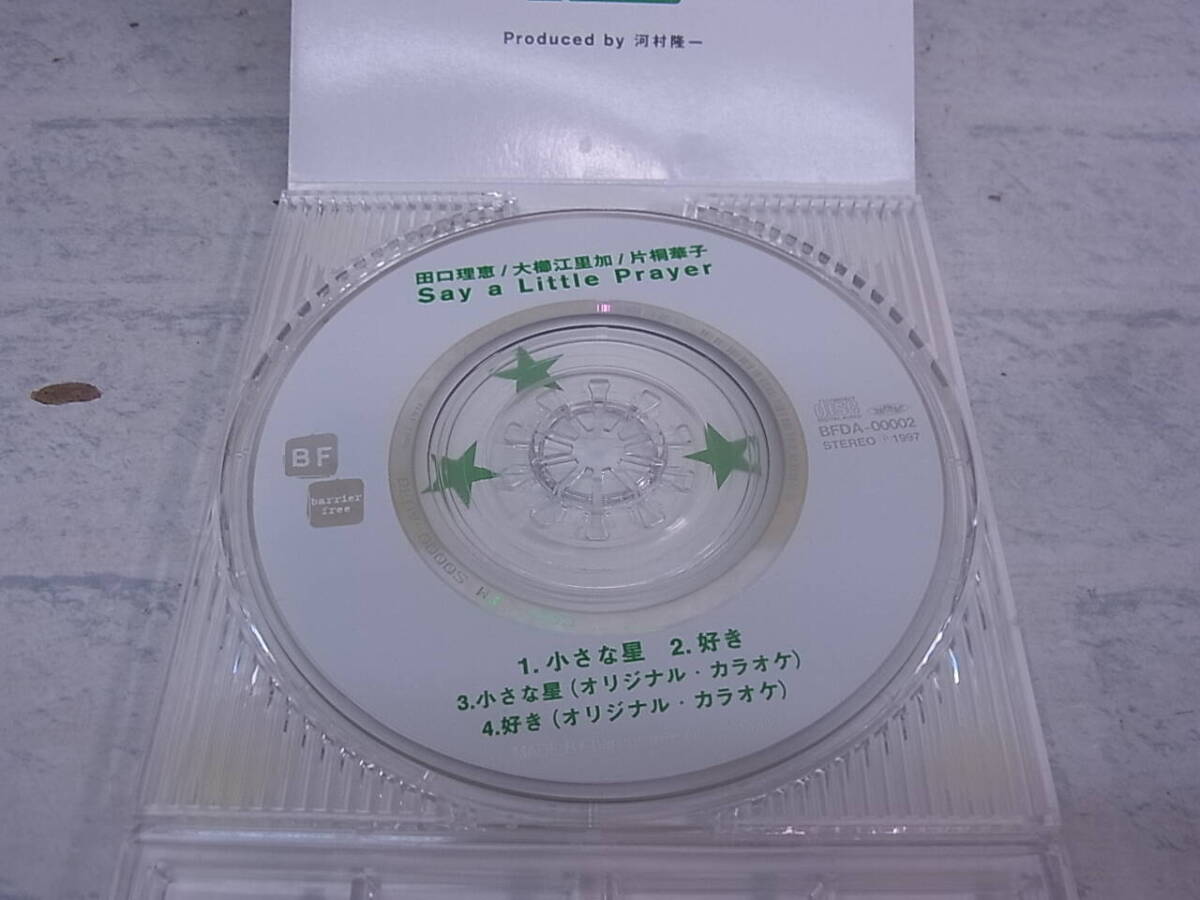 Produced by 河村隆一
田口理恵/大櫛江里加/片桐華子
Say a Little Prayer
BFDA-00002
STEREO ℗ 1997
BF
barrier
free
1. 小さな星 2. 好き
3.小さな星 (オリジナル・カラオケ)
4.好き (オリジナル・カラオケ)